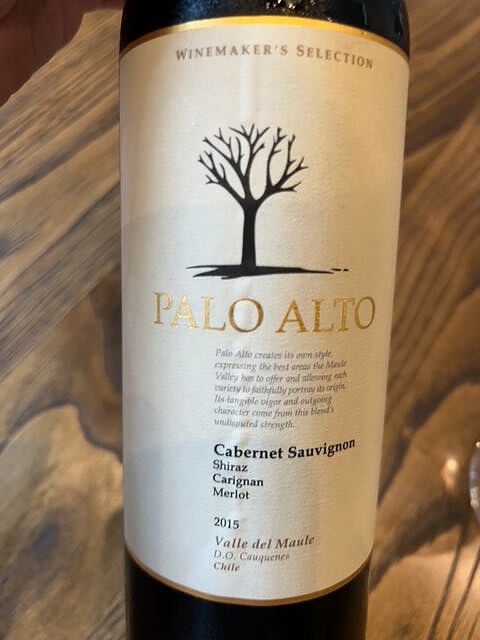 WINEMAKER'S SELECTION
PALO ALTO
Palo Alto creates its own style,
expressing the best areas the Maule
Valley has to offer and allowing each
variety to faithfully portray its origin.
Its tangible vigor and outgoing
character come from this blend's
undisputed strength.
Cabernet Sauvignon
Shiraz
Carignan
Merlot
2015
Valle del Maule
D.O. Cauquenes
Chile